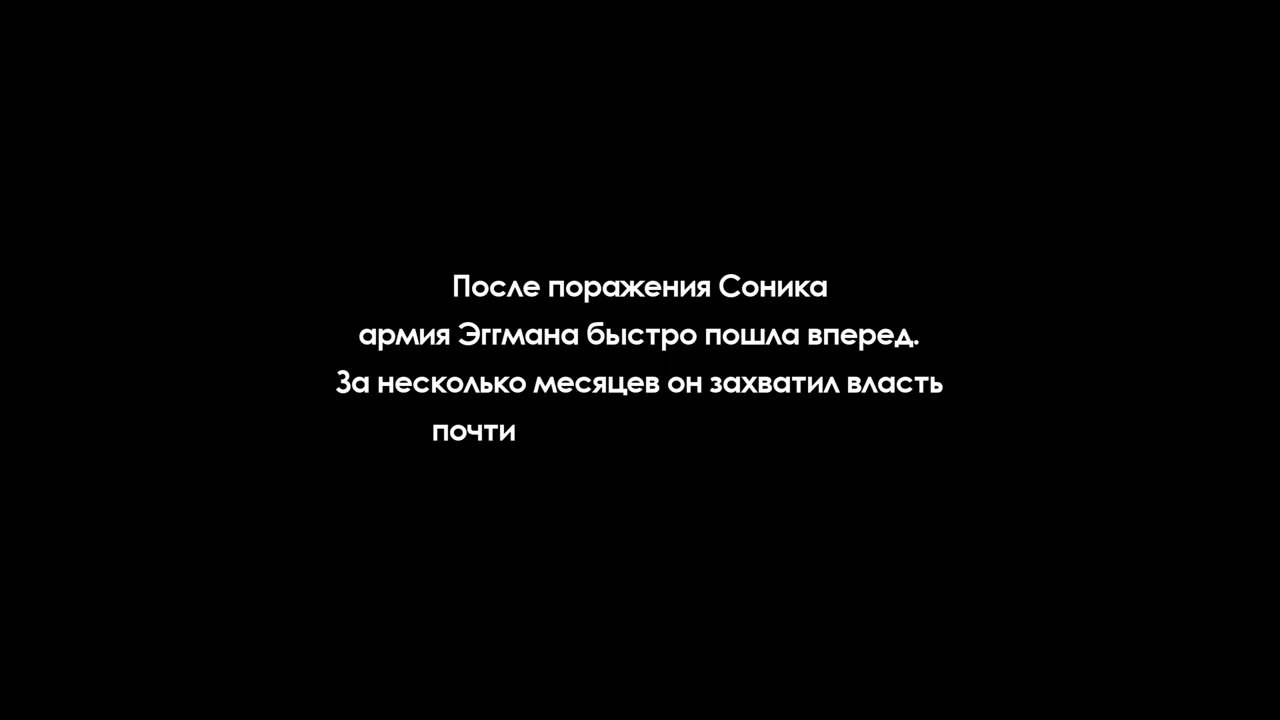 После поражения Соника
армия Эггмана быстро пошла вперед.
За несколько месяцев он захватил власть
почти